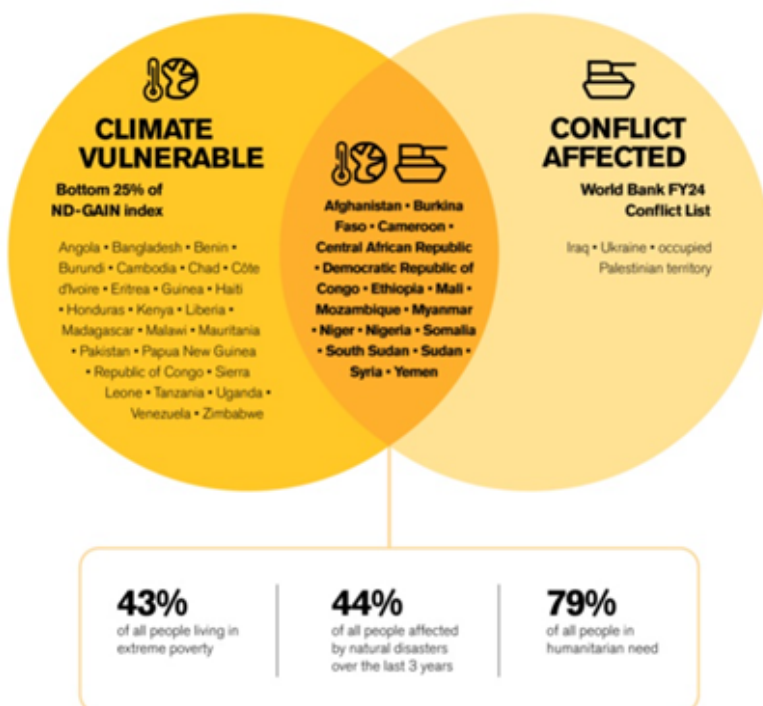 CLIMATE
VULNERABLE
Bottom 25% of
ND-GAIN index
Angola • Bangladesh • Benin •
Burundi • Cambodia • Chad • Côte
d'Ivoire • Eritrea • Guinea • Haiti
• Honduras • Kenya • Liberia •
Madagascar • Malawi • Mauritania
• Pakistan • Papua New Guinea
• Republic of Congo • Sierra
Leone • Tanzania • Uganda •
Venezuela • Zimbabwe
Afghanistan • Burkina
Faso • Cameroon •
Central African Republic
• Democratic Republic of
Congo • Ethiopia • Mali •
Mozambique • Myanmar
• Niger • Nigeria • Somalia
• South Sudan • Sudan •
Syria • Yemen
CONFLICT
AFFECTED
World Bank FY24
Conflict List
Iraq • Ukraine • occupied
Palestinian territory
43%
of all people living in
extreme poverty
44%
of all people affected
by natural disasters
over the last 3 years
79%
of all people in
humanitarian need